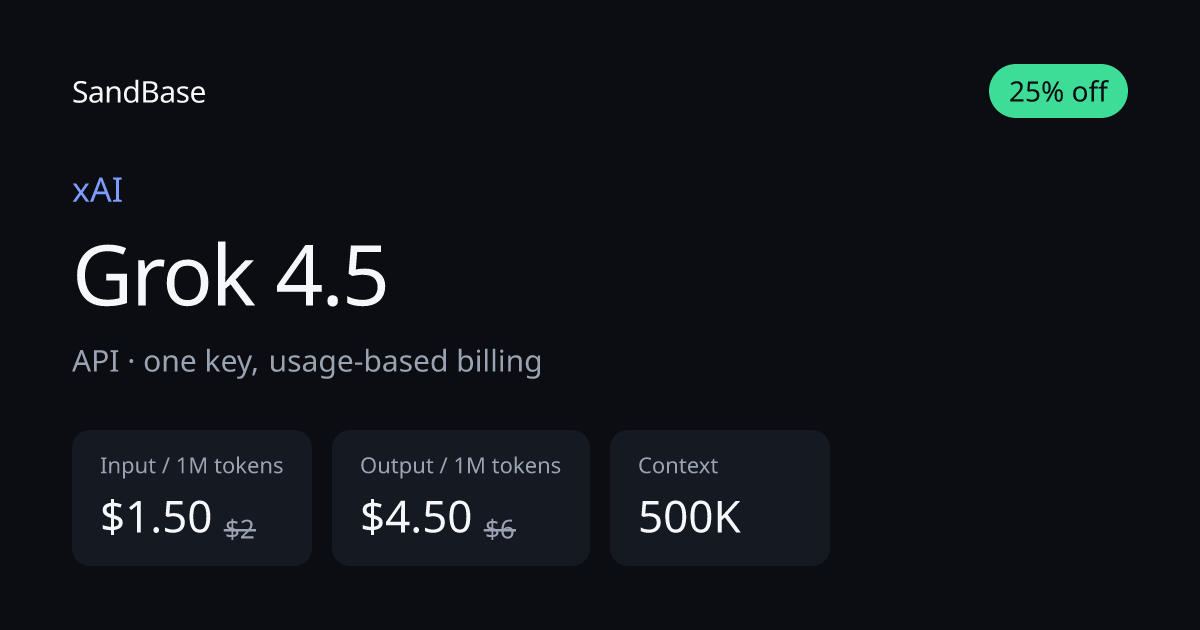 SandBase
25% off
xAI
Grok 4.5
API · one key, usage-based billing
Input / 1M tokens
$1.50 $2
Output / 1M tokens
$4.50 $6
Context
500K